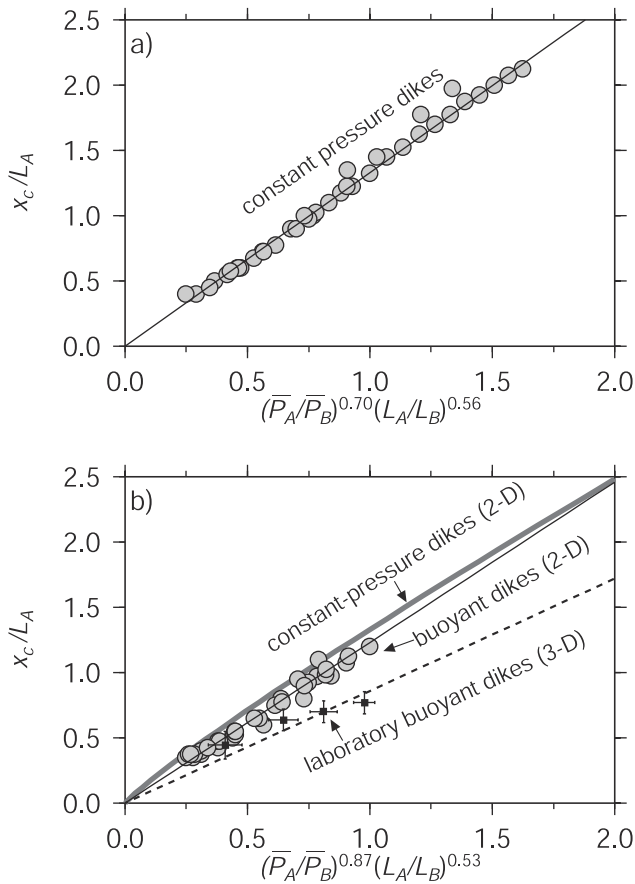 a)
2.5
2.0
1.5
1.0
0.5
0.0
x_c/L_A
constant pressure dikes
0.0 0.5 1.0 1.5 2.0
(P̅_A/P̅_B)^0.70(L_A/L_B)^0.56
b)
2.5
2.0
1.5
1.0
0.5
0.0
x_c/L_A
constant-pressure dikes (2-D)
buoyant dikes (2-D)
laboratory buoyant dikes (3-D)
0.0 0.5 1.0 1.5 2.0
(P̅_A/P̅_B)^0.87(L_A/L_B)^0.53